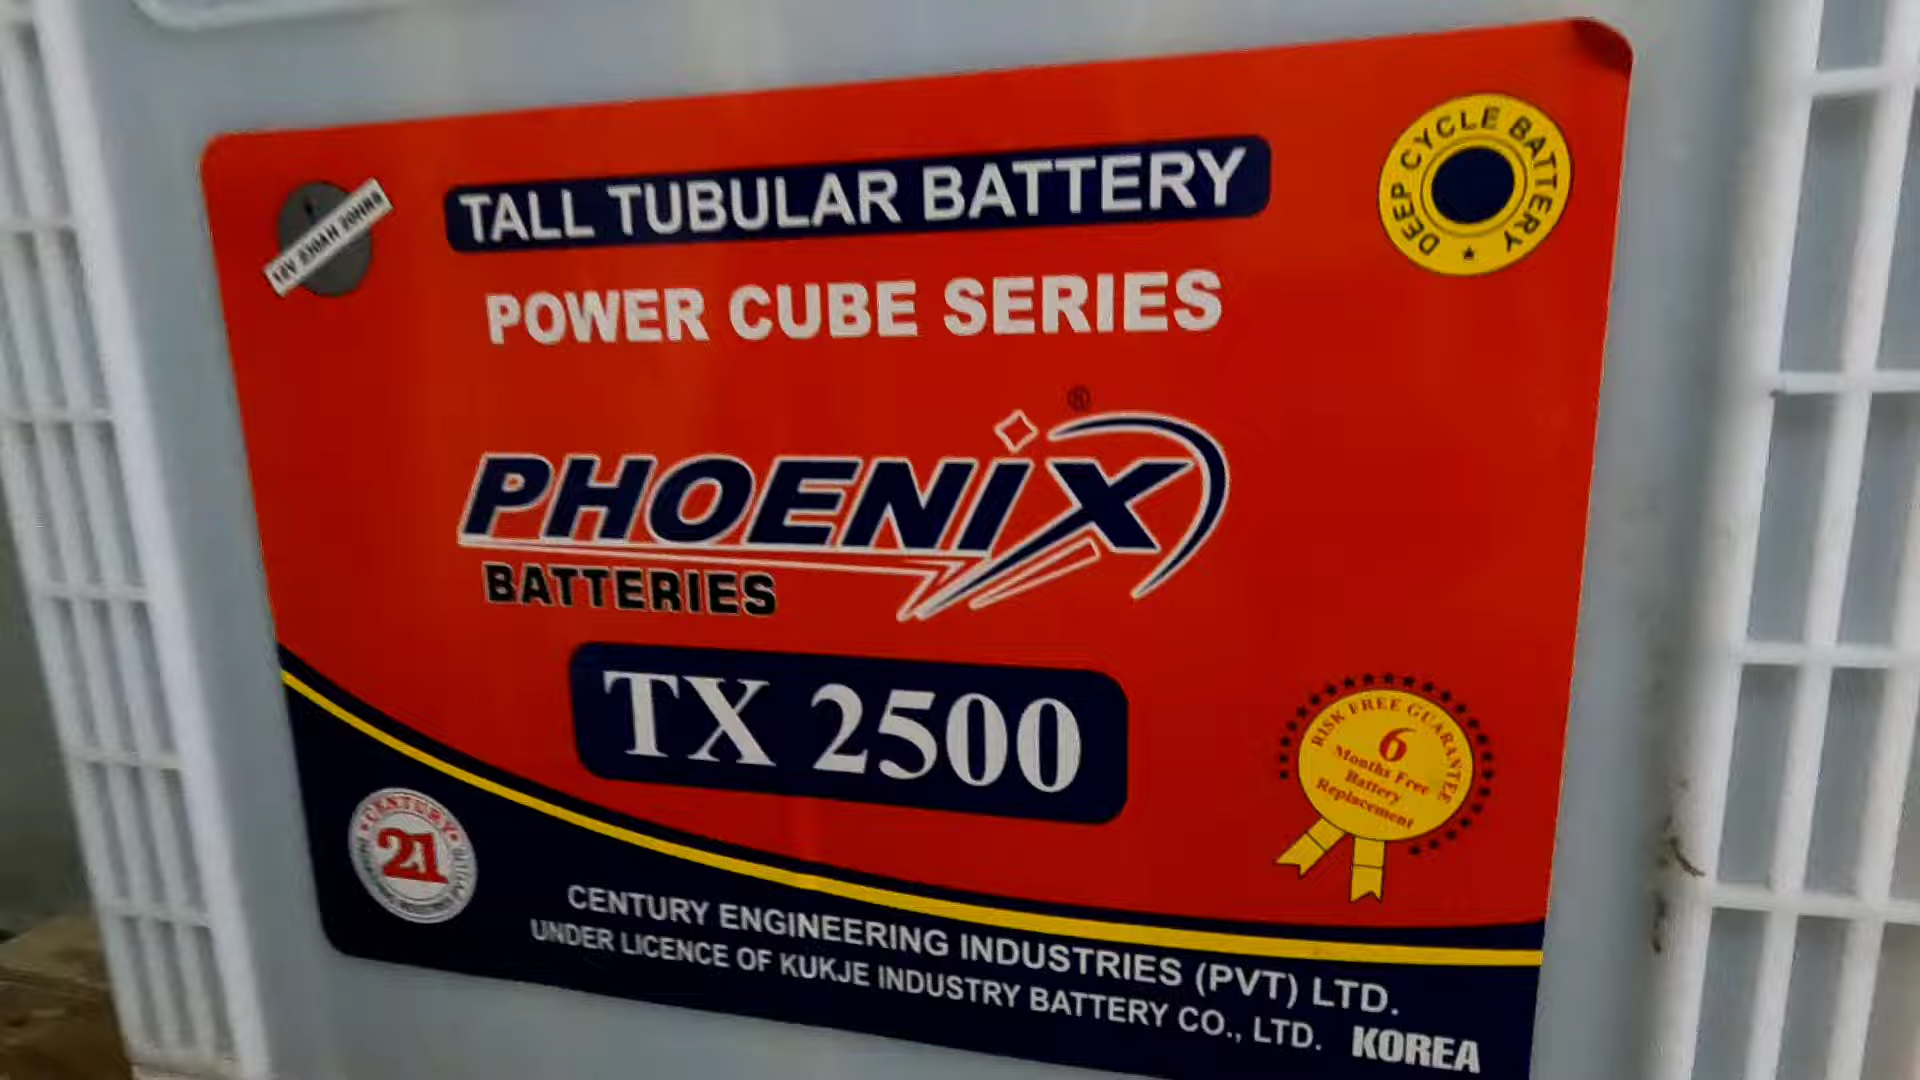 TALL TUBULAR BATTERY
DEEP CYCLE BATTERY
POWER CUBE SERIES
PHOENIX ®
BATTERIES
TX 2500
RISK FREE GUARANTEE
6
Months Free
Battery
Replacement
CENTURY
21
CENTURY ENGINEERING INDUSTRIES (PVT) LTD.
UNDER LICENCE OF KUKJE INDUSTRY BATTERY CO., LTD. KOREA